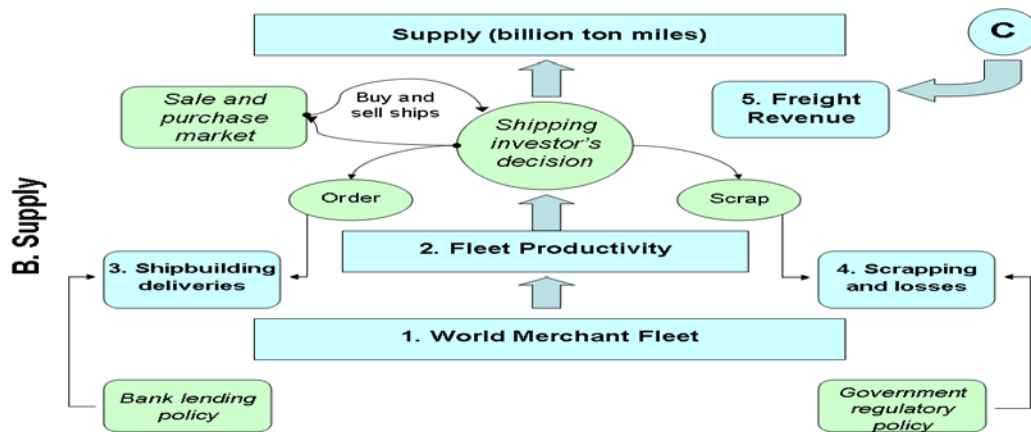 Supply (billion ton miles)
C
Sale and
purchase
market
Buy and
sell ships
Shipping
investor's
decision
5. Freight
Revenue
Order
Scrap
B. Supply
2. Fleet Productivity
3. Shipbuilding
deliveries
4. Scrapping
and losses
1. World Merchant Fleet
Bank lending
policy
Government
regulatory
policy